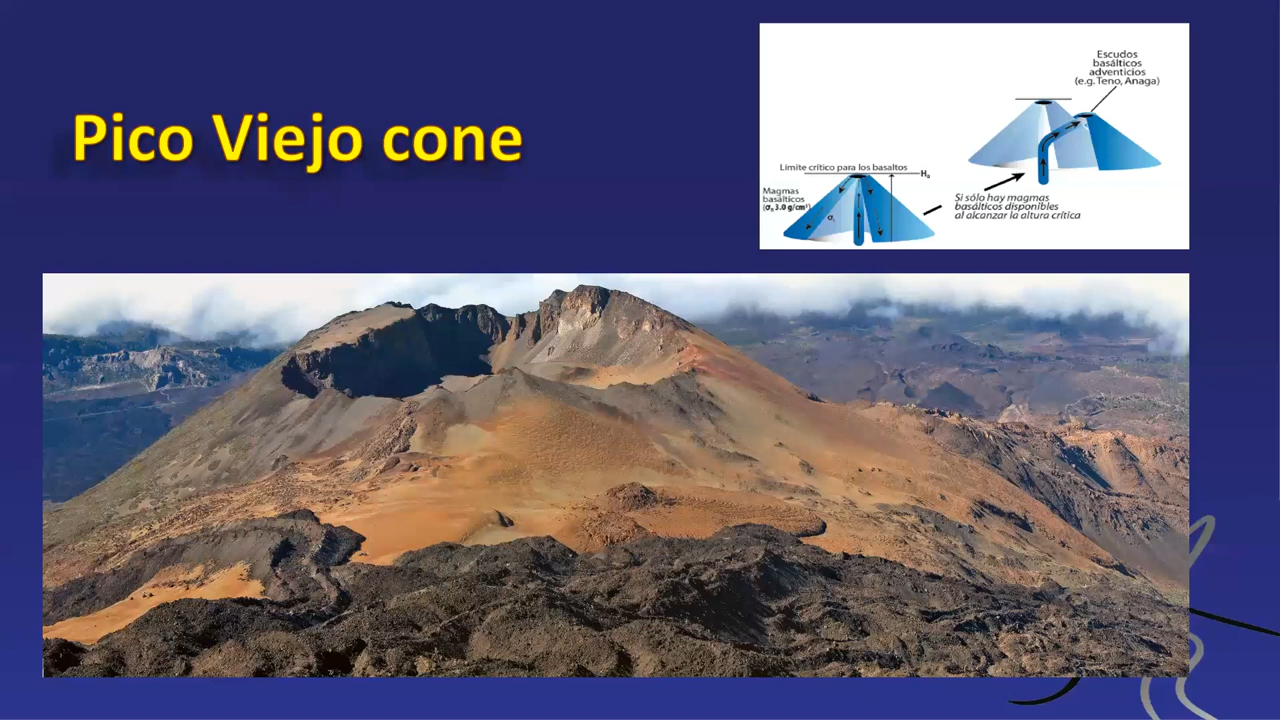 Pico Viejo cone
Escudos
basálticos
adventicios
(e.g. Teno, Anaga)
Límite crítico para los basaltos
Magmas
basálticos
Si sólo hay magmas
basálticos disponibles
al alcanzar la altura crítica